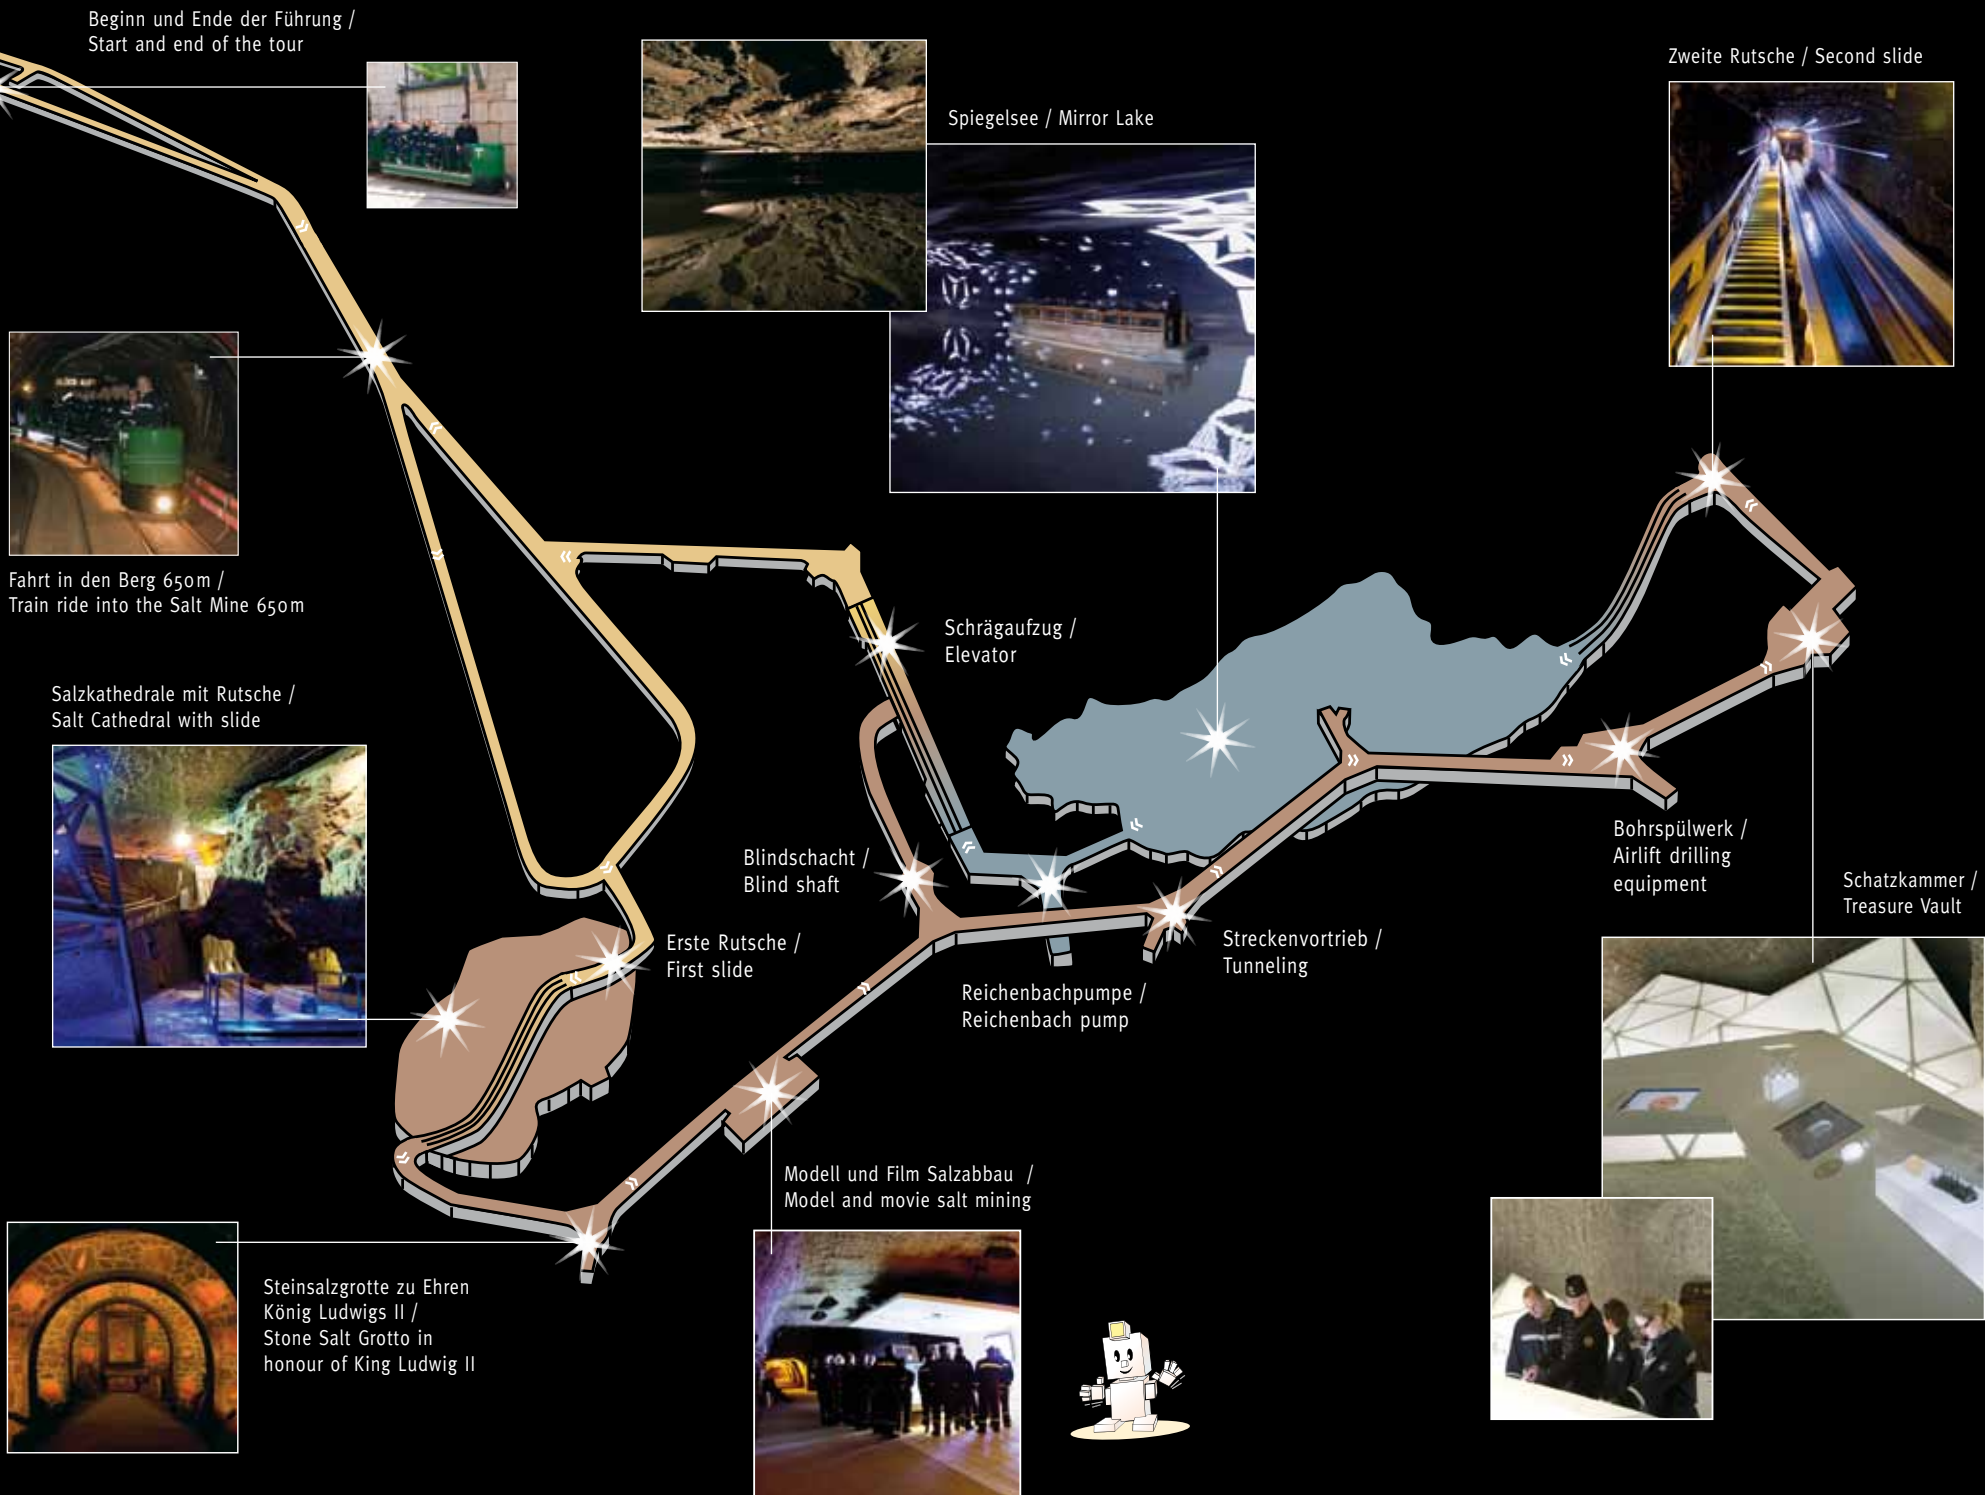 Beginn und Ende der Führung /
Start and end of the tour
Zweite Rutsche / Second slide
Spiegelsee / Mirror Lake
Fahrt in den Berg 650m /
Train ride into the Salt Mine 650m
Schrägaufzug /
Elevator
Salzkathedrale mit Rutsche /
Salt Cathedral with slide
Blindschacht /
Blind shaft
Bohrspülwerk /
Airlift drilling
equipment
Schatzkammer /
Treasure Vault
Erste Rutsche /
First slide
Streckenvortrieb /
Tunneling
Reichenbachpumpe /
Reichenbach pump
Modell und Film Salzabbau /
Model and movie salt mining
Steinsalzgrotte zu Ehren
König Ludwigs II /
Stone Salt Grotto in
honour of King Ludwig II